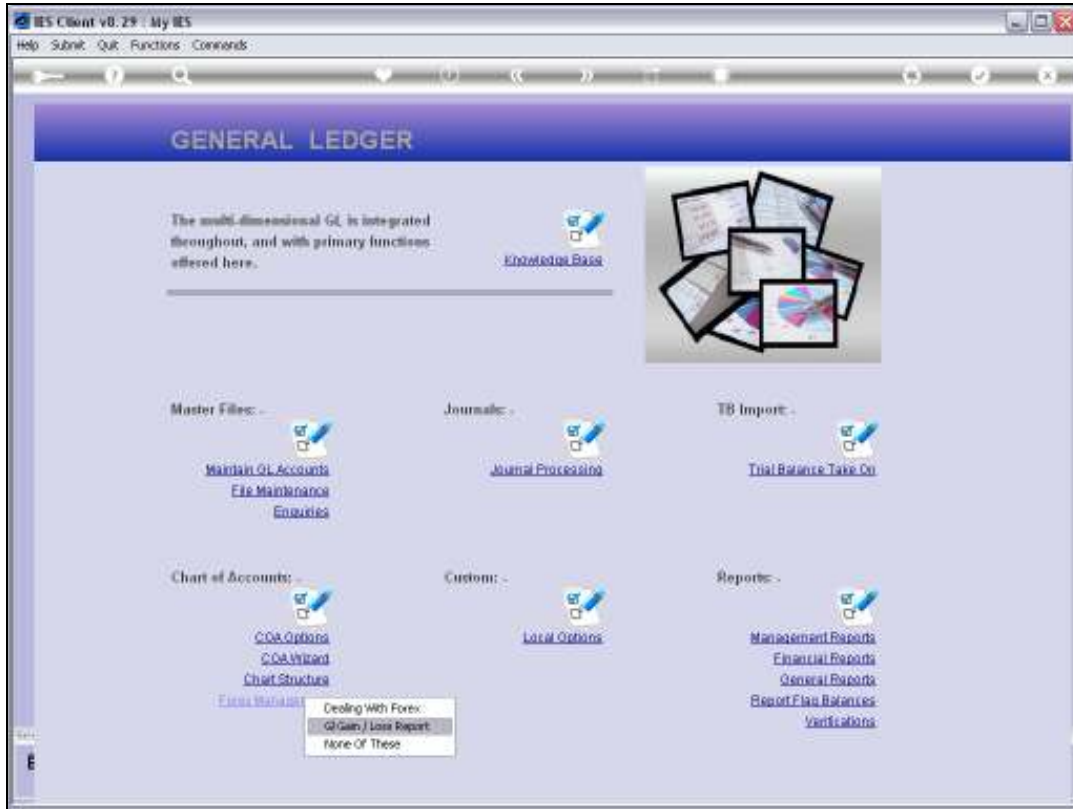 IES Client v8.29 : My IES
Help Submit Quit Functions Commands
GENERAL LEDGER
The multi-dimensional GL is integrated
throughout, and with primary functions
offered here.
Knowledge Base
Master Files: -
Journals: -
TB Import: -
Maintain GL Accounts
File Maintenance
Enquiries
Journal Processing
Trial Balance Take On
Chart of Accounts: -
Custom: -
Reports: -
COA Options
COA Wizard
Chart Structure
Forex Manage
Local Options
Management Reports
Financial Reports
General Reports
Report Flag Balances
Verifications
Dealing With Forex
Gl Gain / Loss Report
None Of These